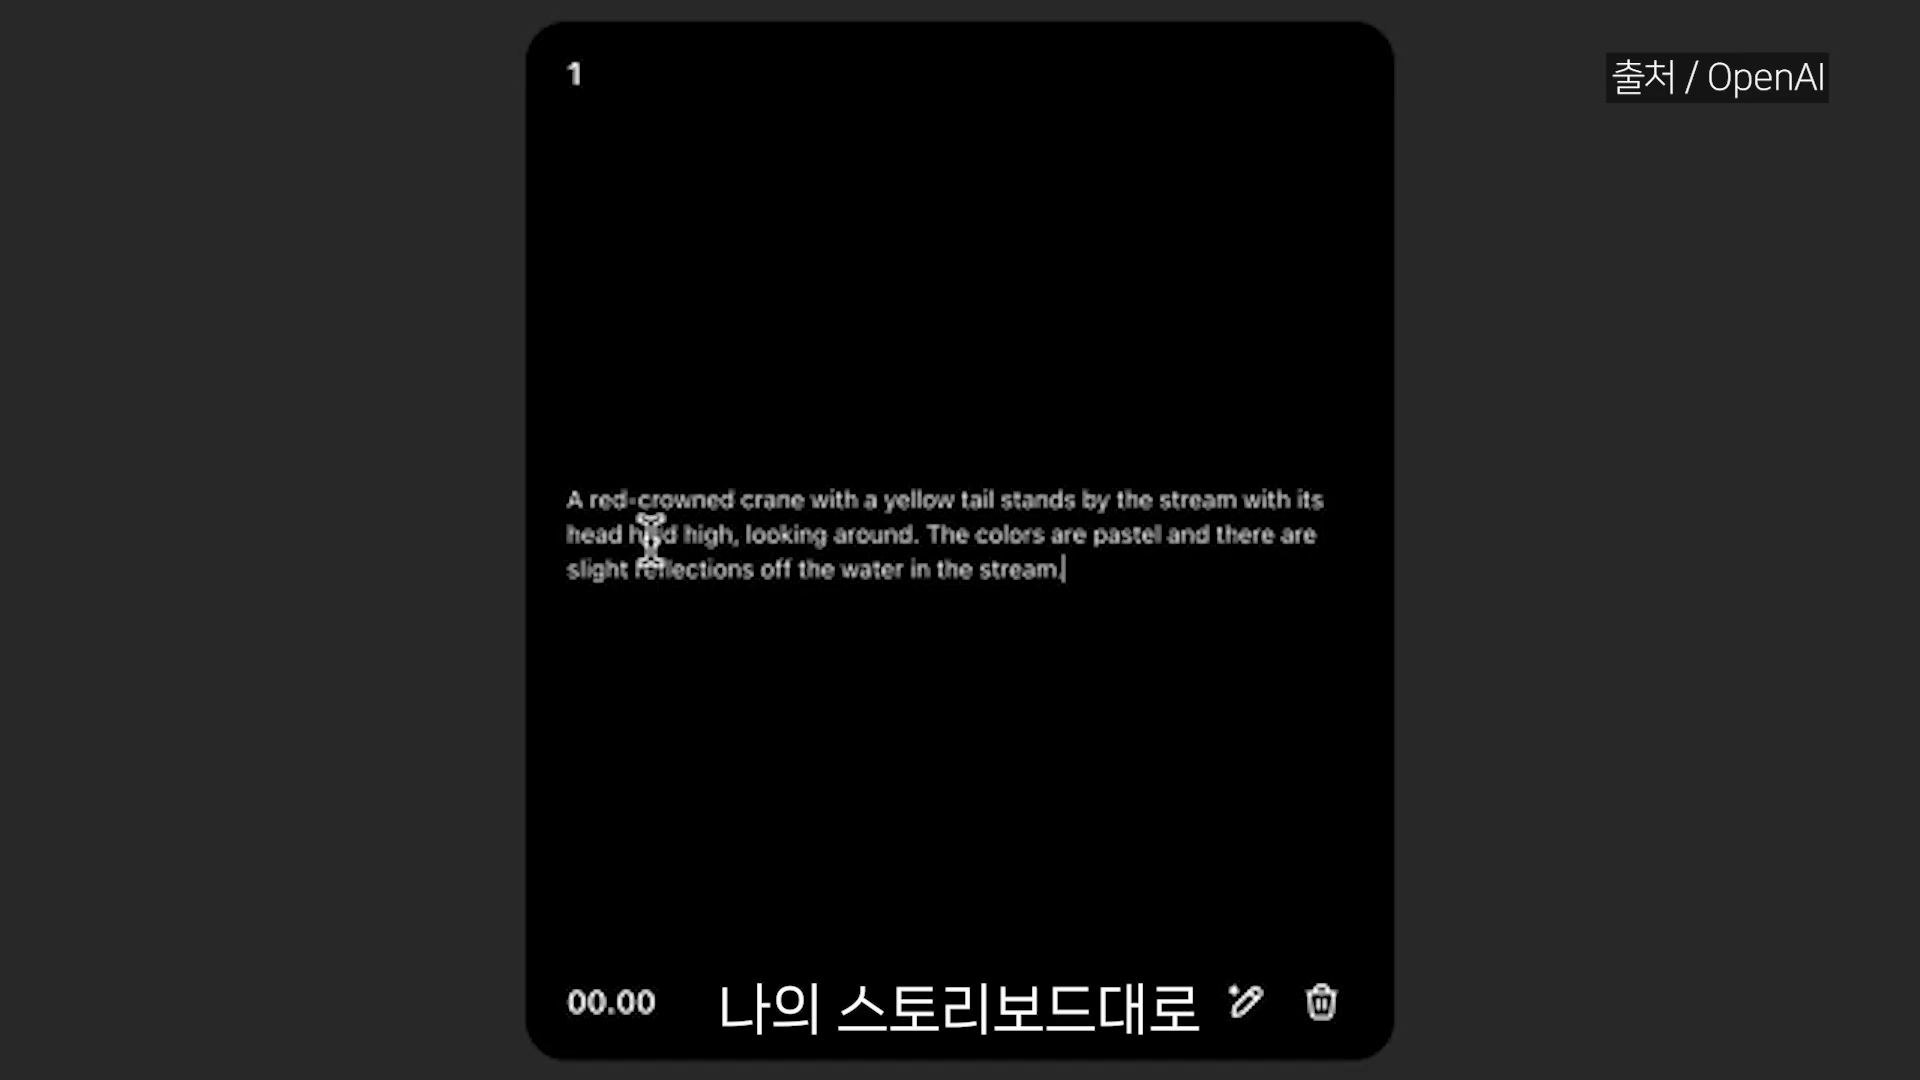 1
출처 / OpenAI
A red-crowned crane with a yellow tail stands by the stream with its
head held high, looking around. The colors are pastel and there are
slight reflections off the water in the stream.
00.00
나의 스토리보드대로